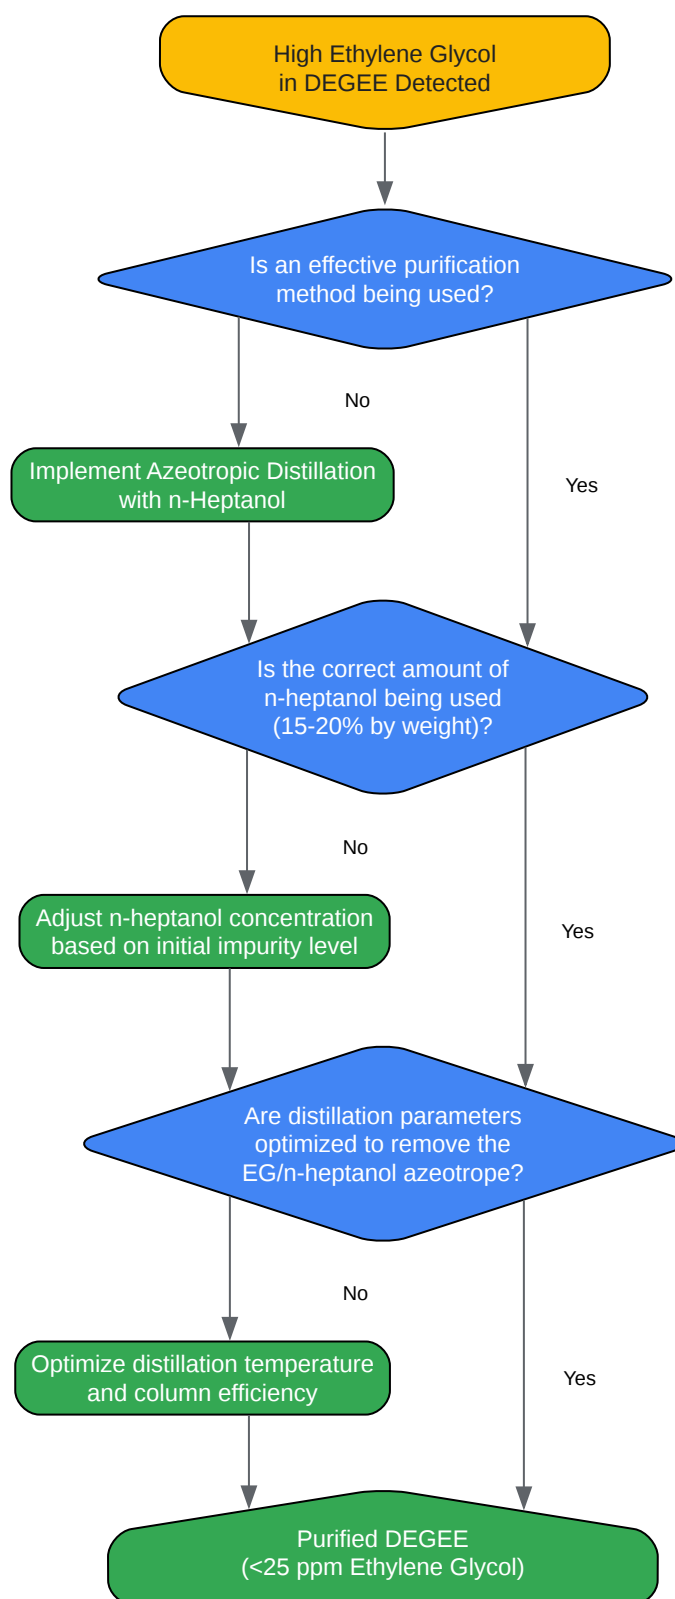 High Ethylene Glycol
in DEGEE Detected
Is an effective purification
method being used?
No
Implement Azeotropic Distillation
with n-Heptanol
Yes
Is the correct amount of
n-heptanol being used
(15-20% by weight)?
No
Adjust n-heptanol concentration
based on initial impurity level
Yes
Are distillation parameters
optimized to remove the
EG/n-heptanol azeotrope?
No
Optimize distillation temperature
and column efficiency
Yes
Purified DEGEE
(<25 ppm Ethylene Glycol)